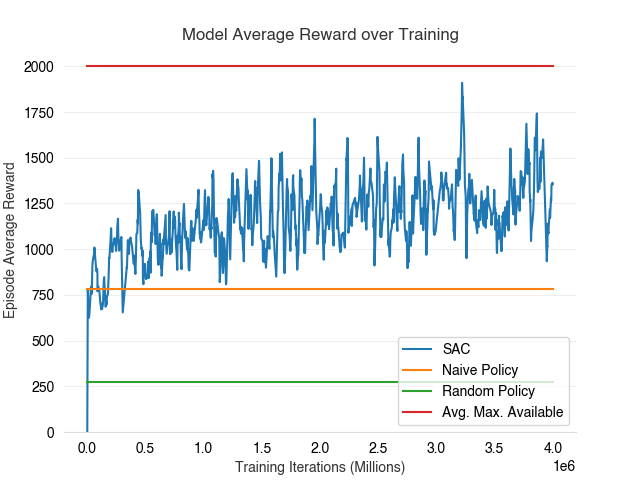 Model Average Reward over Training
Episode Average Reward
2000
1750
1500
1250
1000
750
500
250
0
0.0 0.5 1.0 1.5 2.0 2.5 3.0 3.5 4.0
1e6
Training Iterations (Millions)
SAC
Naive Policy
Random Policy
Avg. Max. Available